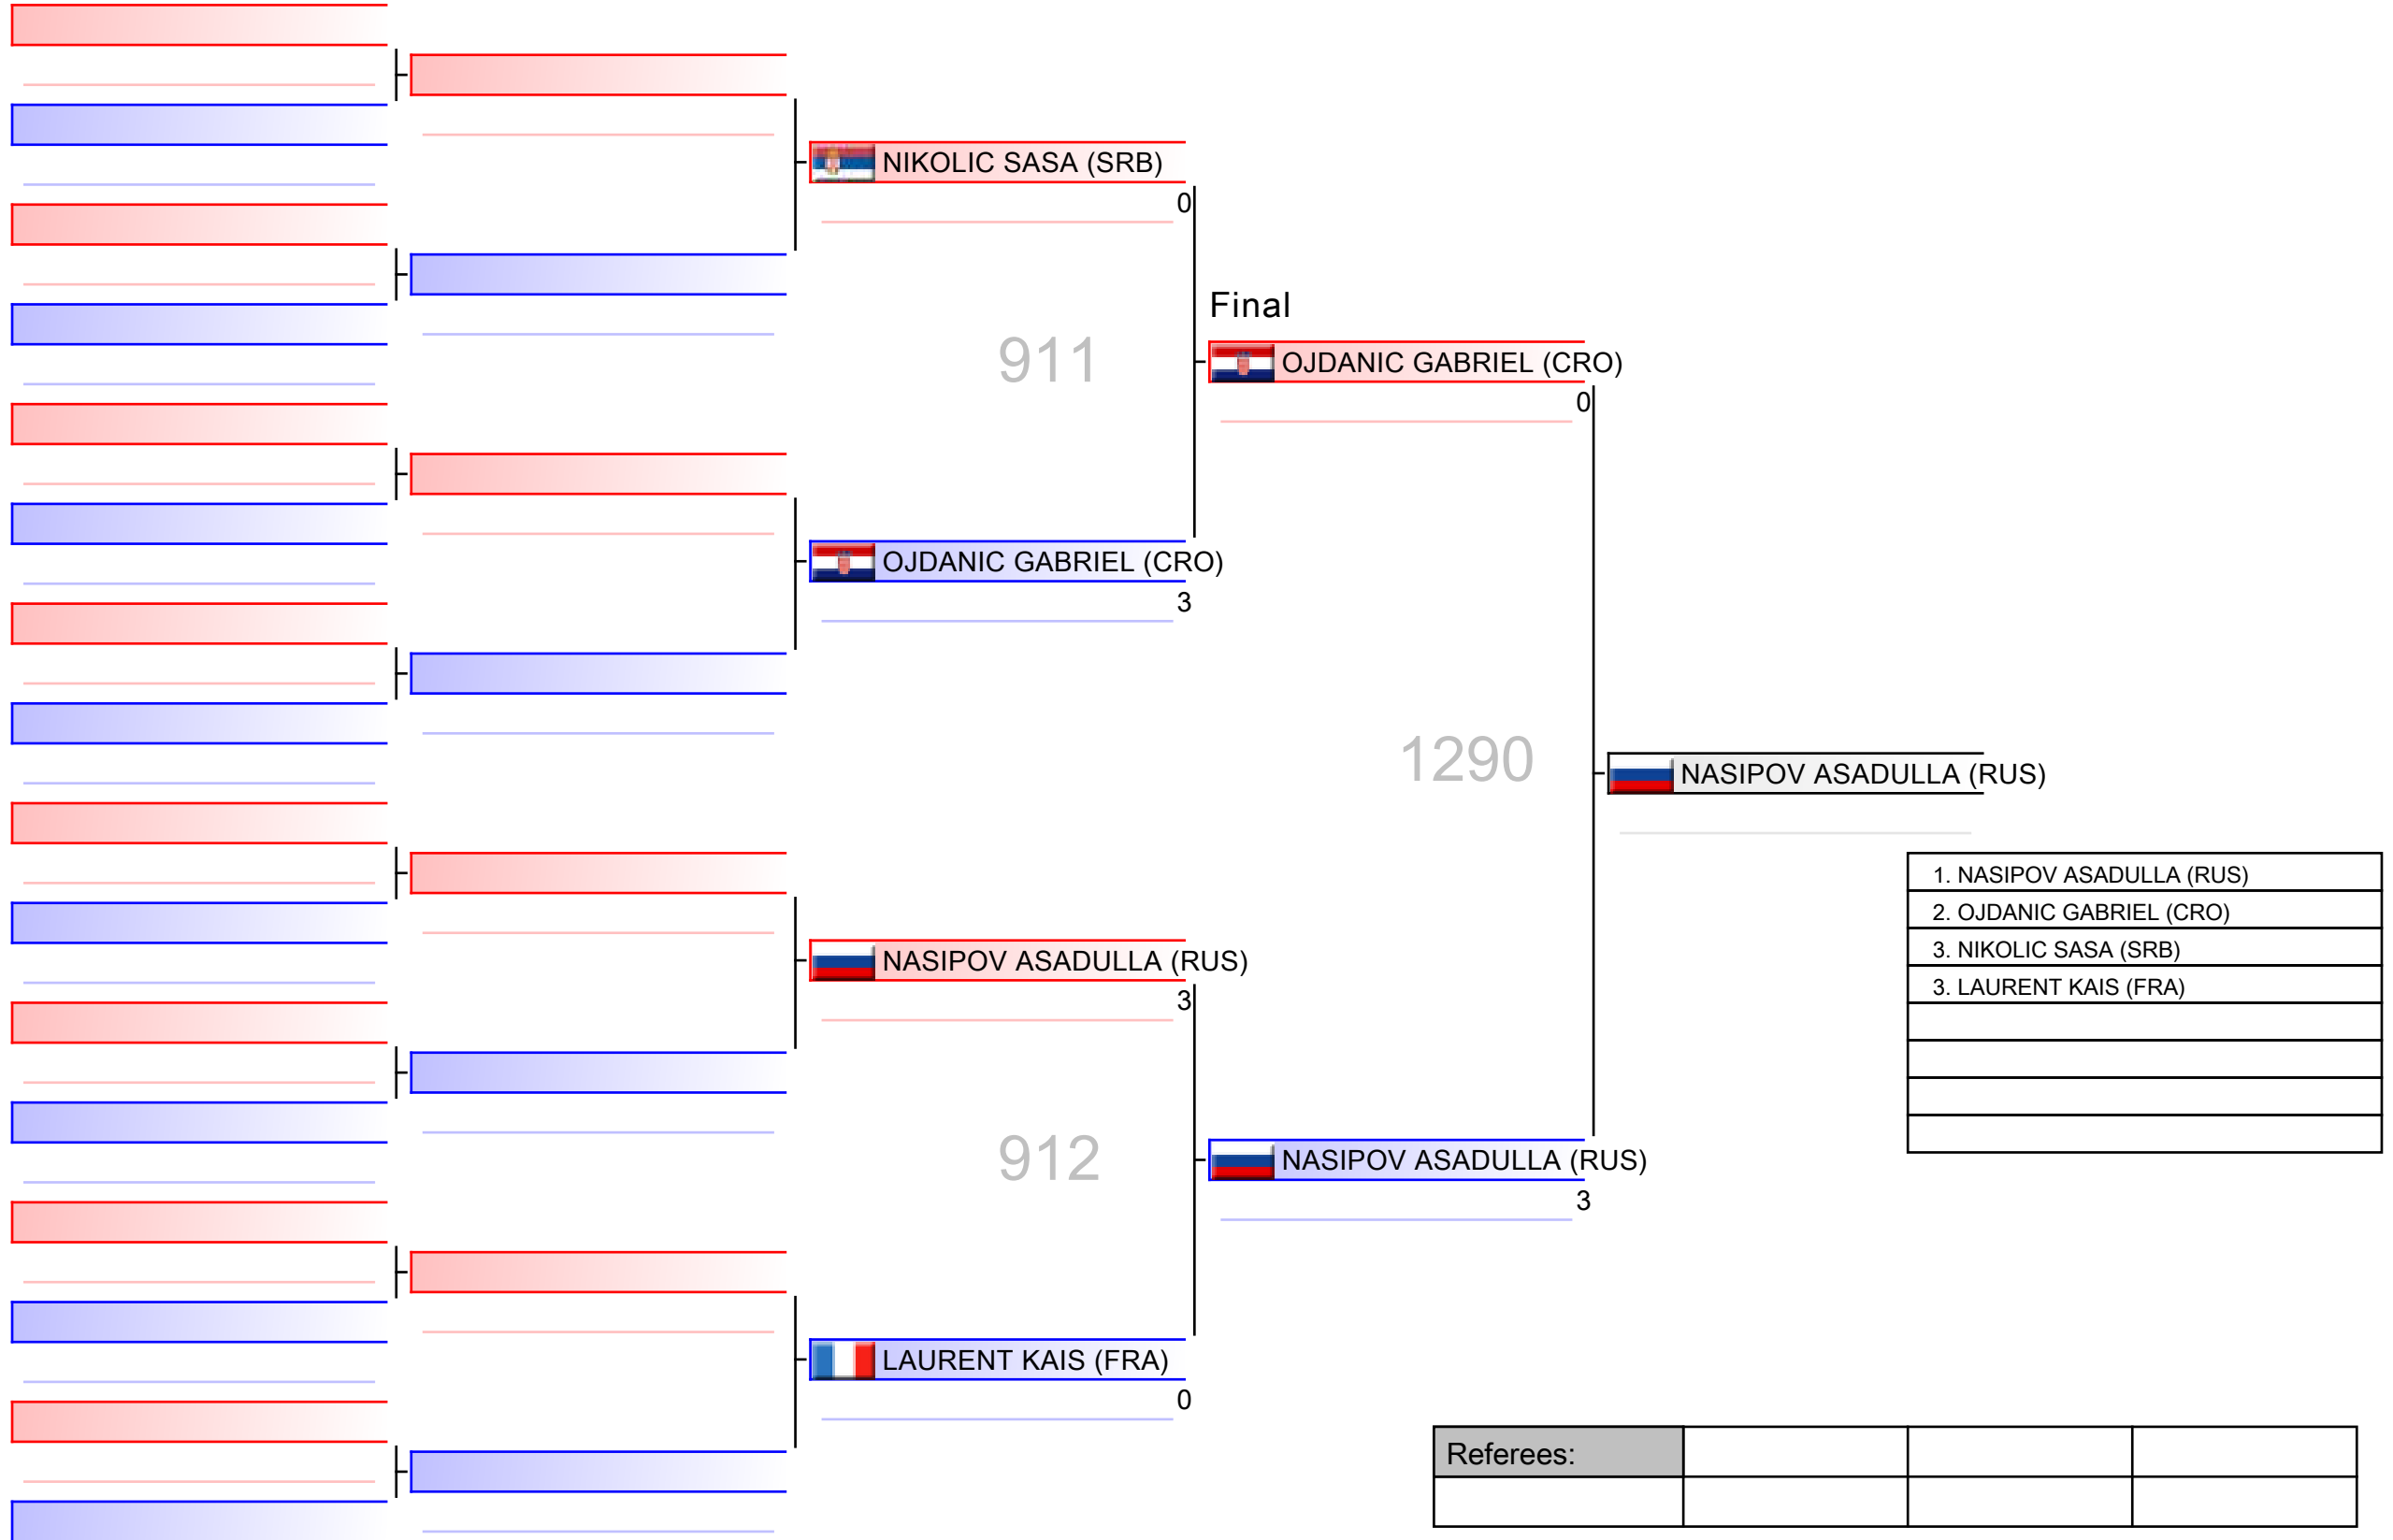 NIKOLIC SASA (SRB)
0
911
Final
OJDANIC GABRIEL (CRO)
0
OJDANIC GABRIEL (CRO)
3
1290
NASIPOV ASADULLA (RUS)
1. NASIPOV ASADULLA (RUS)
2. OJDANIC GABRIEL (CRO)
3. NIKOLIC SASA (SRB)
3. LAURENT KAIS (FRA)
NASIPOV ASADULLA (RUS)
3
912
NASIPOV ASADULLA (RUS)
3
LAURENT KAIS (FRA)
0
Referees: